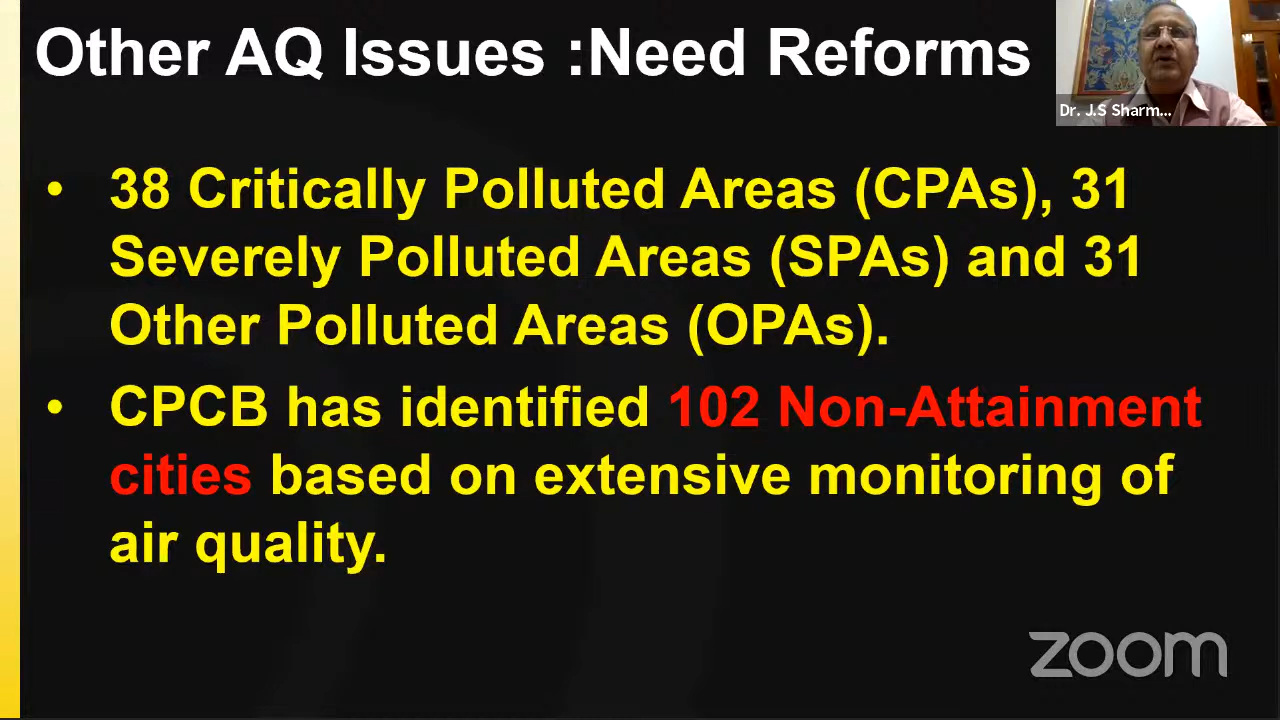 Other AQ Issues :Need Reforms
Dr. J.S Sharm...
• 38 Critically Polluted Areas (CPAs), 31
Severely Polluted Areas (SPAs) and 31
Other Polluted Areas (OPAs).
• CPCB has identified 102 Non-Attainment
cities based on extensive monitoring of
air quality.
zoom